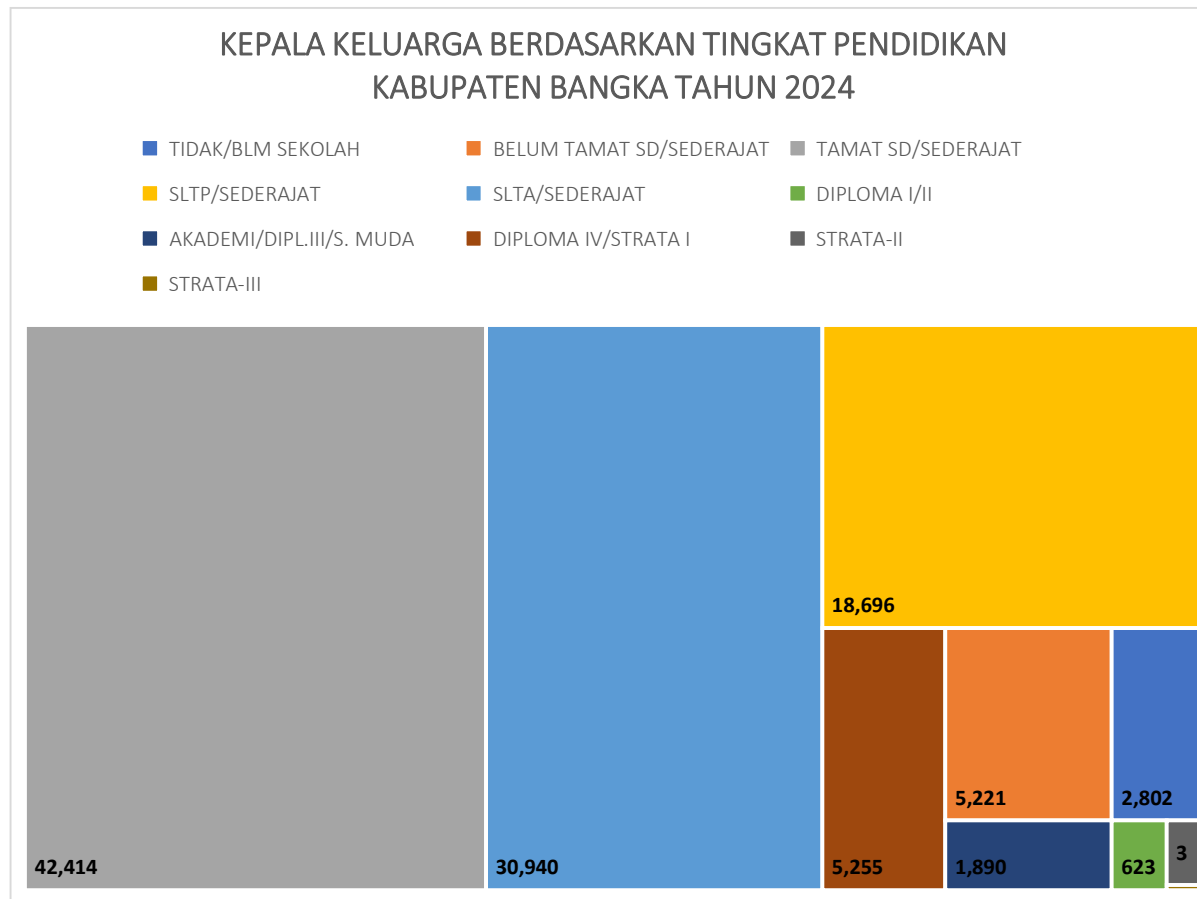 KEPALA KELUARGA BERDASARKAN TINGKAT PENDIDIKAN
KABUPATEN BANGKA TAHUN 2024
TIDAK/BLM SEKOLAH
BELUM TAMAT SD/SEDERAJAT
TAMAT SD/SEDERAJAT
SLTP/SEDERAJAT
SLTA/SEDERAJAT
DIPLOMA I/II
AKADEMI/DIPL.III/S. MUDA
DIPLOMA IV/STRATA I
STRATA-II
STRATA-III
18,696
5,221
2,802
42,414
30,940
5,255
1,890
623
3